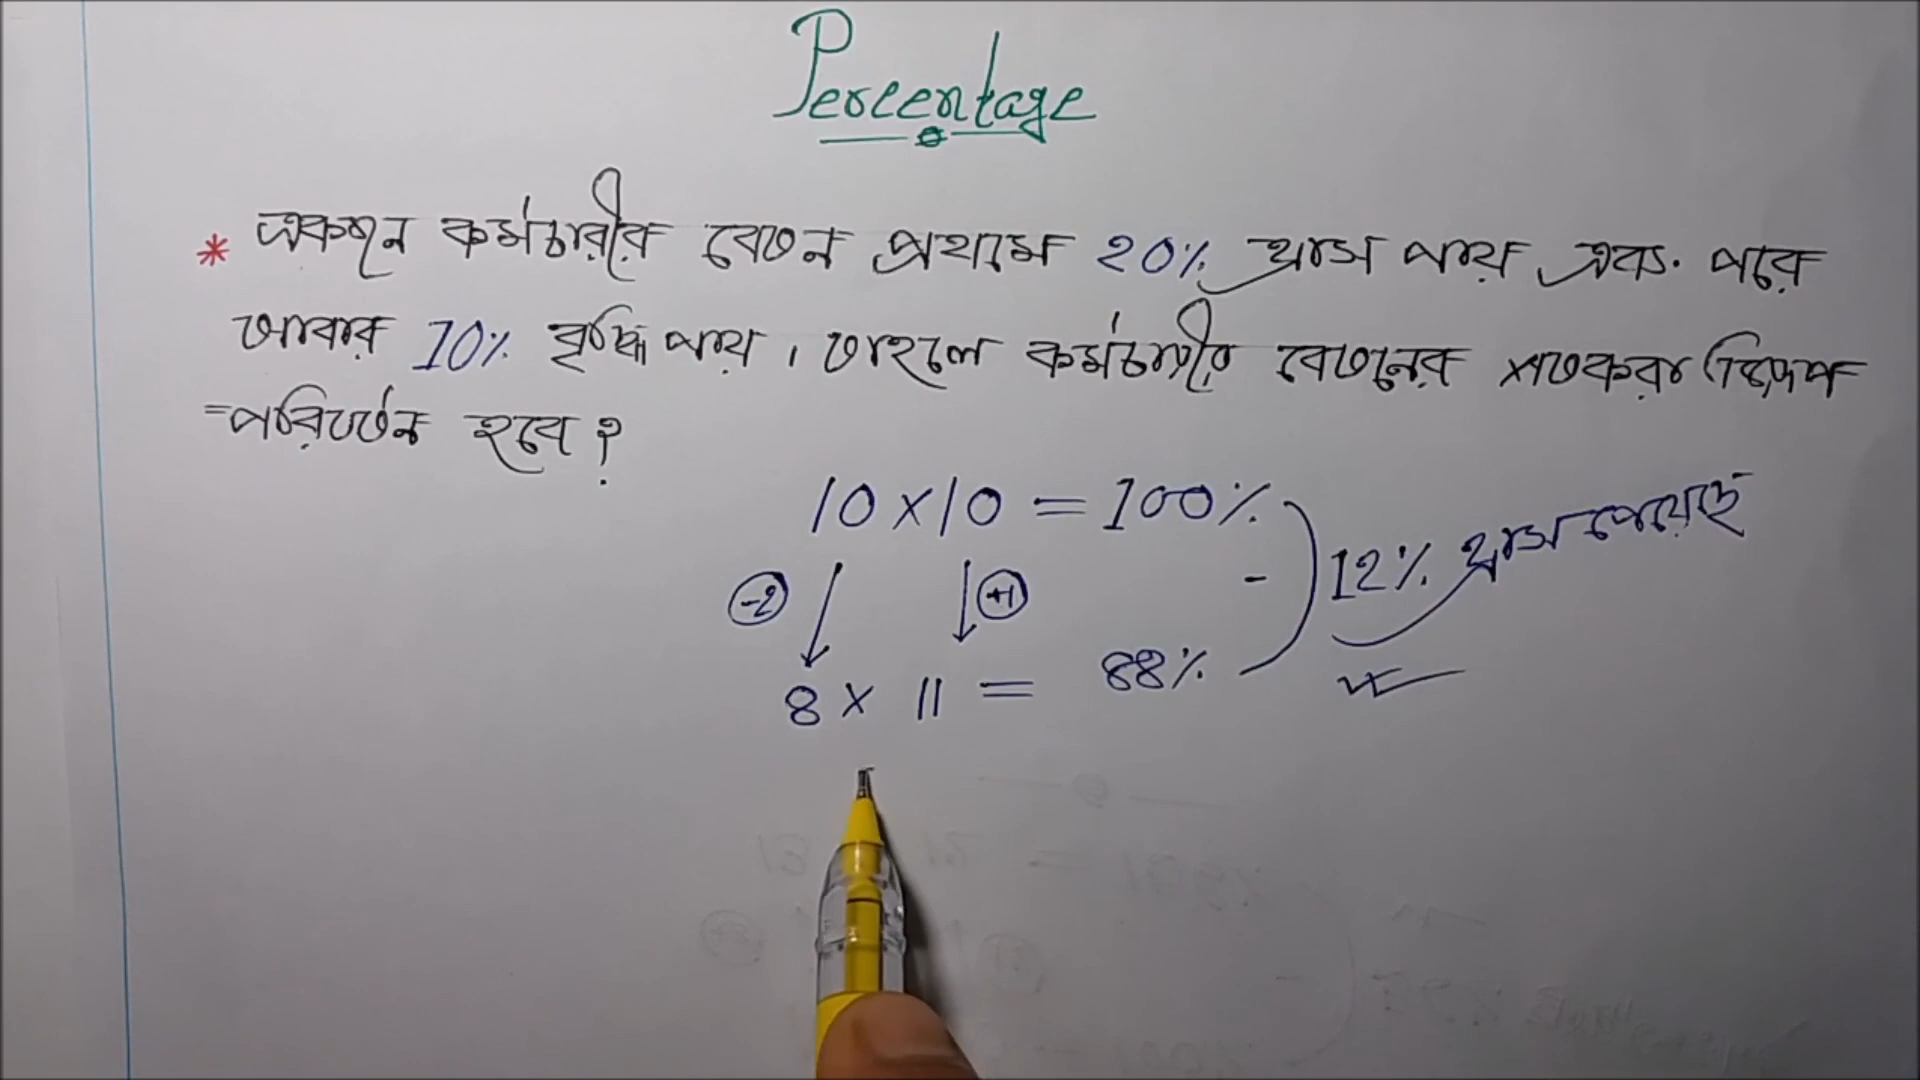 Percentage
* একজন কর্মচারীর বেতন প্রথমে 20% হ্রাস পায় এবং পরে
আবার 10% বৃদ্ধি পায়। তাহলে কর্মচারীর বেতনের শতকরা কিরূপ
পরিবর্তন হবে?
10 × 10 = 100%
-2 +1 - 12% হ্রাস পেয়েছে
8 × 11 = 88%